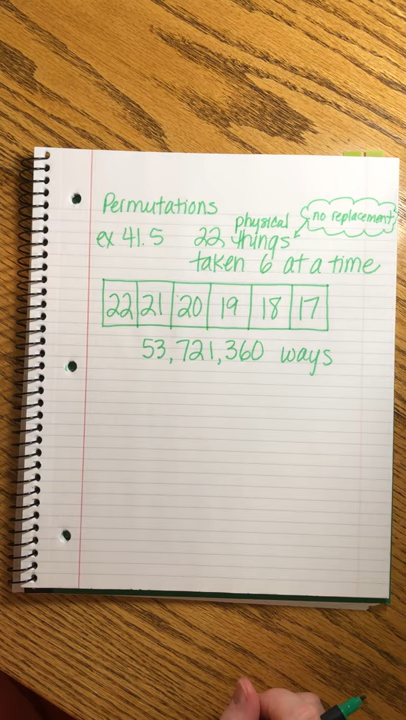 Permutations
physical
no replacement
ex 41.5 22 things
taken 6 at a time
22 21 20 19 18 17
53,721,360 ways